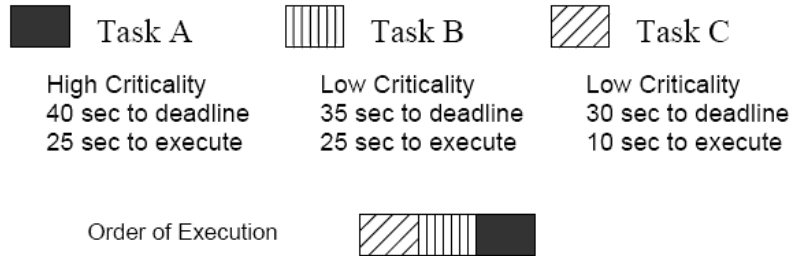 Task A Task B Task C
High Criticality Low Criticality Low Criticality
40 sec to deadline 35 sec to deadline 30 sec to deadline
25 sec to execute 25 sec to execute 10 sec to execute
Order of Execution